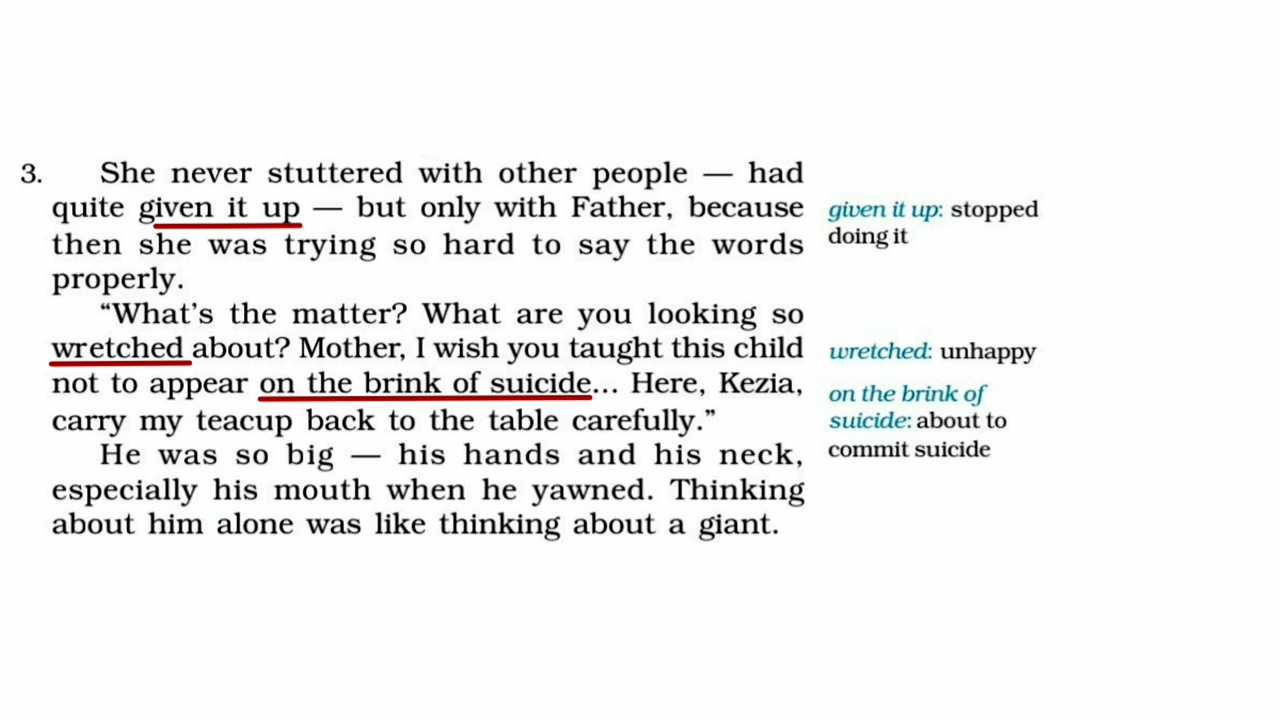 3. She never stuttered with other people — had
quite given it up — but only with Father, because
then she was trying so hard to say the words
properly.
“What’s the matter? What are you looking so
wretched about? Mother, I wish you taught this child
not to appear on the brink of suicide... Here, Kezia,
carry my teacup back to the table carefully.”
He was so big — his hands and his neck,
especially his mouth when he yawned. Thinking
about him alone was like thinking about a giant.
given it up: stopped
doing it
wretched: unhappy
on the brink of
suicide: about to
commit suicide